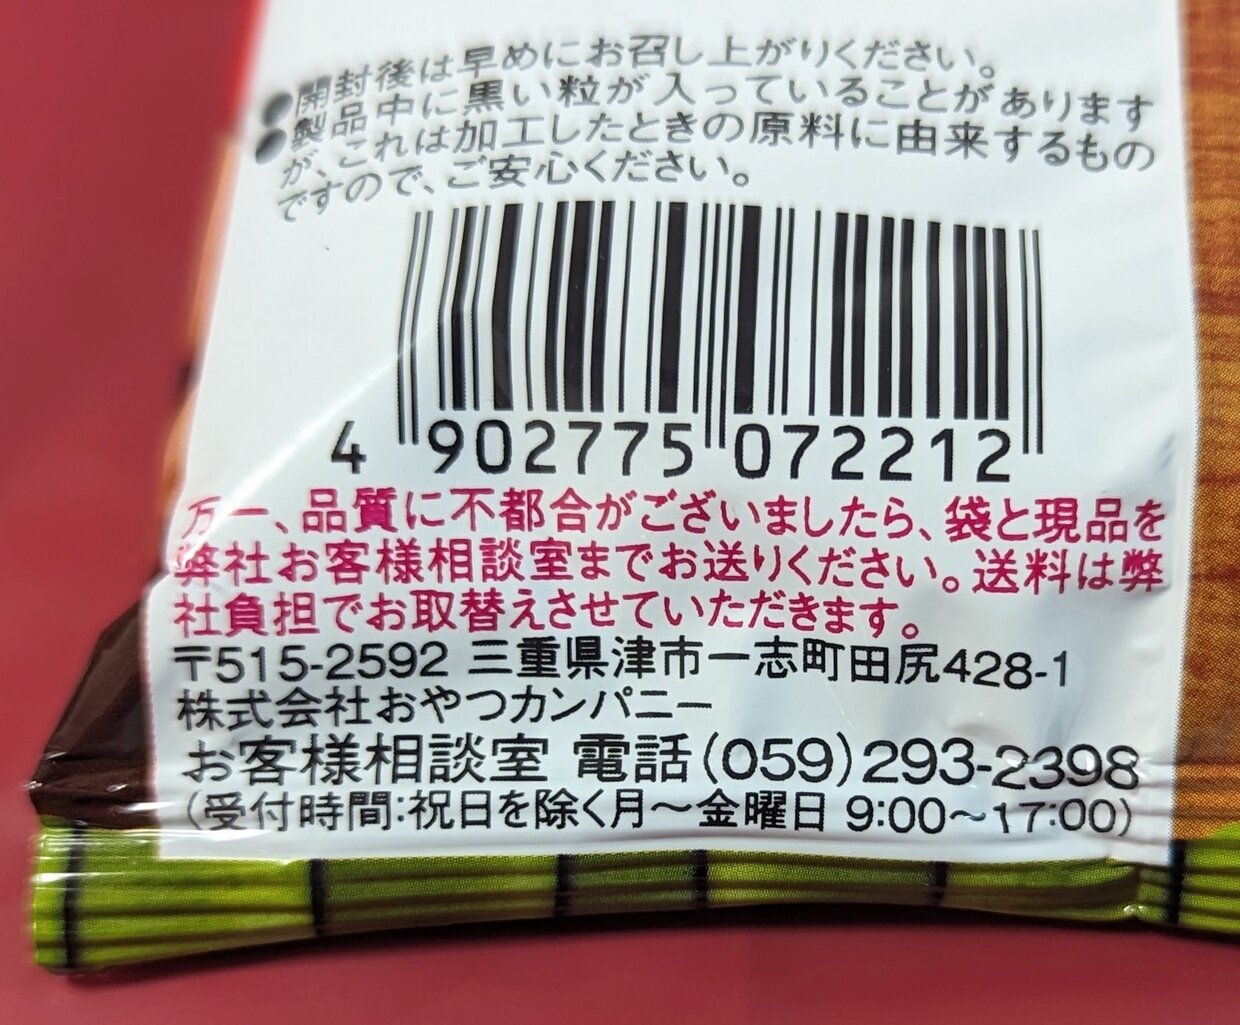 ●開封後は早めにお召し上がりください。
●製品中に黒い粒が入っていることがあります
が、これは加工したときの原料に由来するもの
ですので、ご安心ください。
4 902775 072212
万一、品質に不都合がございましたら、袋と現品を
弊社お客様相談室までお送りください。送料は弊
社負担でお取替えさせていただきます。
〒515-2592 三重県津市一志町田尻428-1
株式会社おやつカンパニー
お客様相談室 電話(059)293-2398
(受付時間:祝日を除く月〜金曜日 9:00〜17:00)